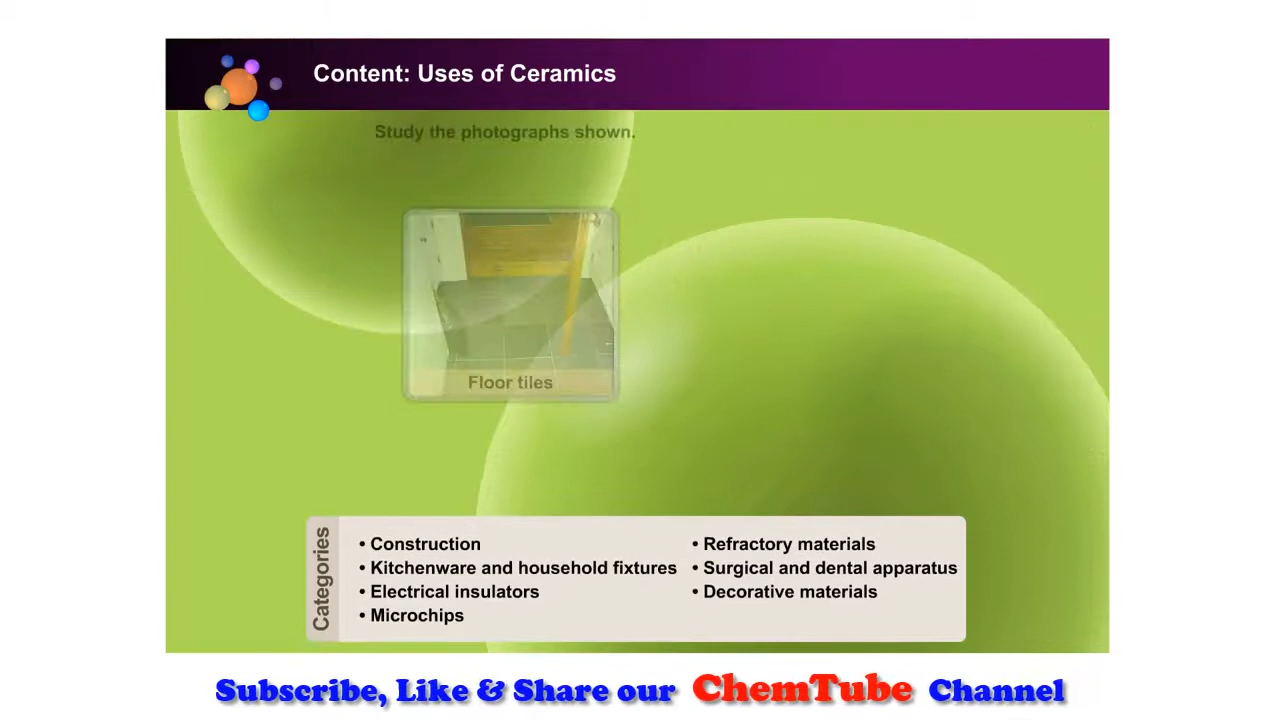 Content: Uses of Ceramics
Study the photographs shown.
Floor tiles
Categories
• Construction
• Kitchenware and household fixtures
• Electrical insulators
• Microchips
• Refractory materials
• Surgical and dental apparatus
• Decorative materials
Subscribe, Like & Share our ChemTube Channel